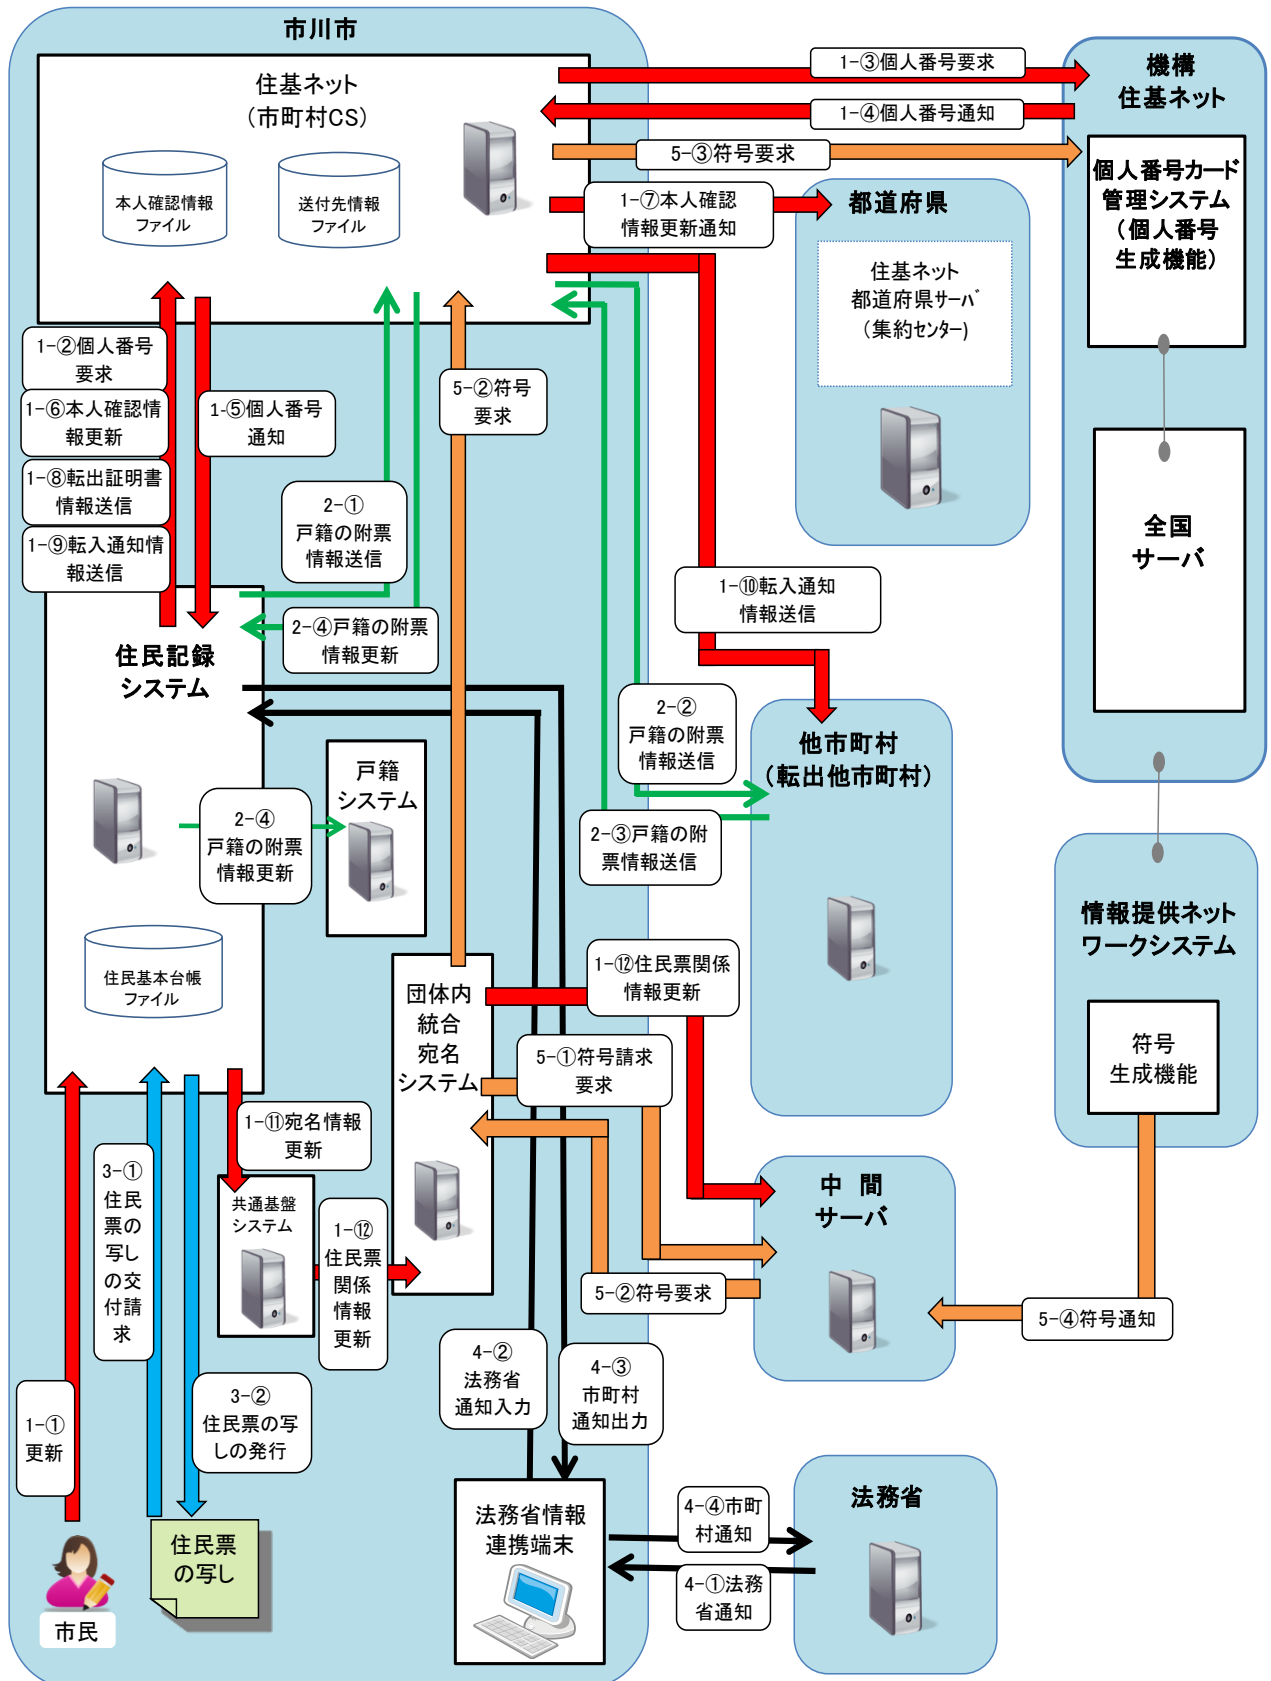 市川市
住基ネット
(市町村CS)
本人確認情報
ファイル
送付先情報
ファイル
1-③個人番号要求
1-④個人番号通知
5-③符号要求
1-⑦本人確認
情報更新通知
機構
住基ネット
個人番号カード
管理システム
(個人番号
生成機能)
都道府県
住基ネット
都道府県サーバ
(集約センター)
全国
サーバ
1-②個人番号
要求
1-⑥本人確認情
報更新
1-⑧転出証明書
情報送信
1-⑨転入通知情
報送信
1-⑤個人番号
通知
5-②符号
要求
2-①
戸籍の附票
情報送信
2-④戸籍の附票
情報更新
1-⑩転入通知
情報送信
住民記録
システム
2-②
戸籍の附票
情報送信
他市町村
(転出他市町村)
戸籍
システム
2-④
戸籍の附票
情報更新
2-③戸籍の附
票情報送信
住民基本台帳
ファイル
団体内
統合
宛名
システム
1-⑫住民票関係
情報更新
5-①符号請求
要求
情報提供ネット
ワークシステム
符号
生成機能
1-⑪宛名情報
更新
3-①
住民
票の
写し
の交
付請
求
共通基盤
システム
1-⑫
住民票
関係
情報
更新
中 間
サーバ
5-②符号要求
5-④符号通知
4-②
法務省
通知入力
4-③
市町村
通知出力
1-①
更新
3-②
住民票の写
しの発行
法務省情報
連携端末
4-④市町
村通知
4-①法務
省通知
法務省
住民票
の写し
市民